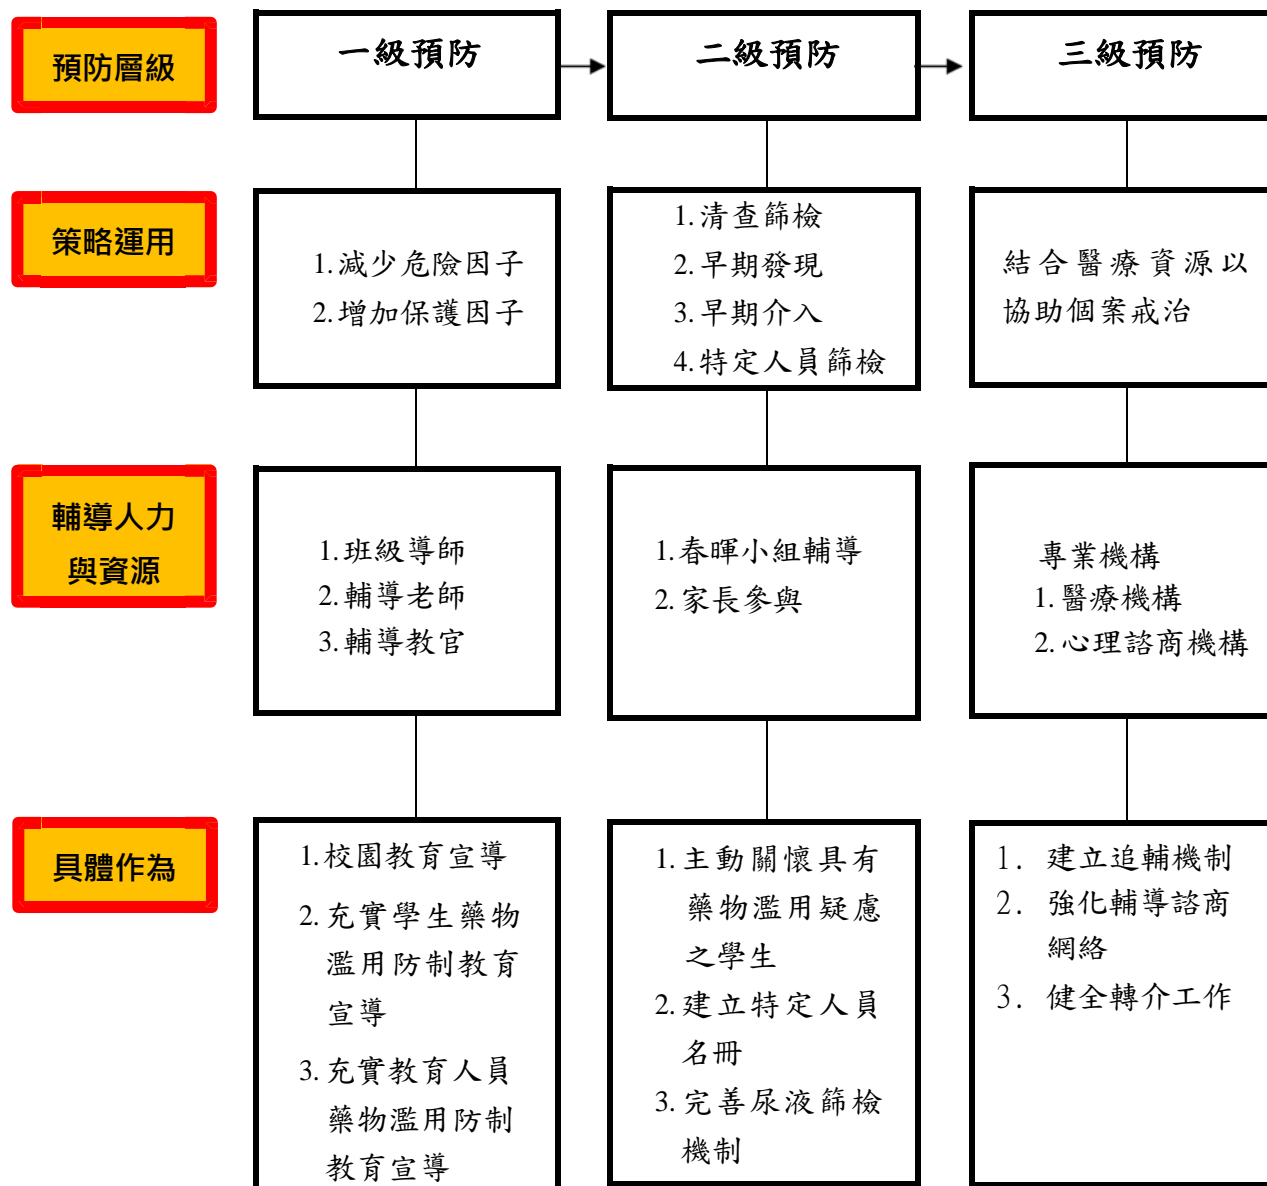 預防層級
一級預防
二級預防
三級預防
策略運用
1.減少危險因子
2.增加保護因子
1.清查篩檢
2.早期發現
3.早期介入
4.特定人員篩檢
結合醫療資源以
協助個案戒治
輔導人力
與資源
1.班級導師
2.輔導老師
3.輔導教官
1.春暉小組輔導
2.家長參與
專業機構
1.醫療機構
2.心理諮商機構
具體作為
1.校園教育宣導
2.充實學生藥物
濫用防制教育
宣導
3.充實教育人員
藥物濫用防制
教育宣導
1.主動關懷具有
藥物濫用疑慮
之學生
2.建立特定人員
名冊
3.完善尿液篩檢
機制
1. 建立追輔機制
2. 強化輔導諮商
網絡
3. 健全轉介工作